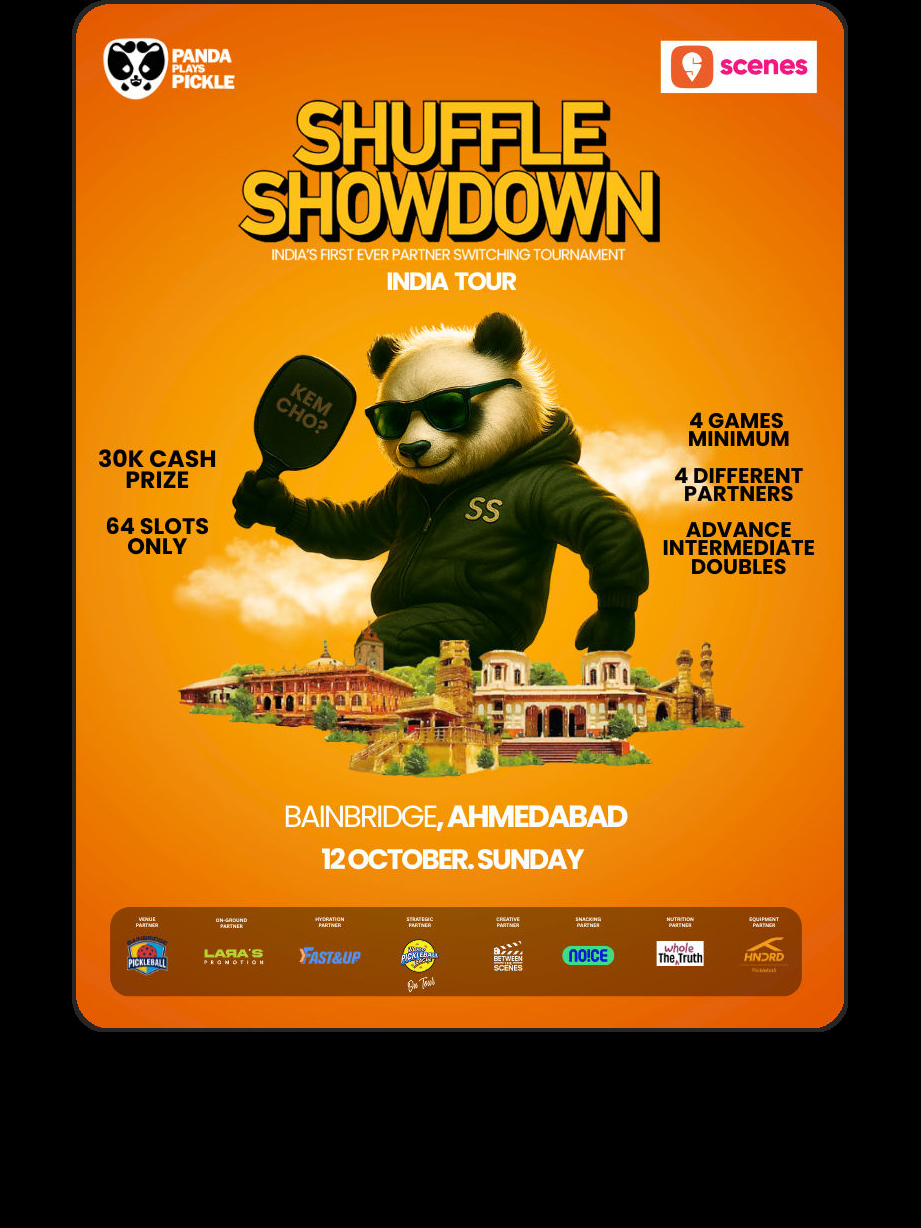 PANDA
PLAYS
PICKLE
scenes
SHUFFLE
SHOWDOWN
INDIA'S FIRST EVER PARTNER SWITCHING TOURNAMENT
INDIA TOUR
KEM
CHO?
SS
30K CASH
PRIZE
64 SLOTS
ONLY
4 GAMES
MINIMUM
4 DIFFERENT
PARTNERS
ADVANCE
INTERMEDIATE
DOUBLES
BAINBRIDGE, AHMEDABAD
12 OCTOBER. SUNDAY
VENUE
PARTNER
PICKLEBALL
ON-GROUND
PARTNER
LARA'S
PROMOTION
HYDRATION
PARTNER
FAST&UP
STRATEGIC
PARTNER
PICKLEBALL
On Tour
CREATIVE
PARTNER
BETWEEN
THE
SCENES
SNACKING
PARTNER
NO!CE
NUTRITION
PARTNER
whole
The Truth
EQUIPMENT
PARTNER
HNDRD
Pickleball